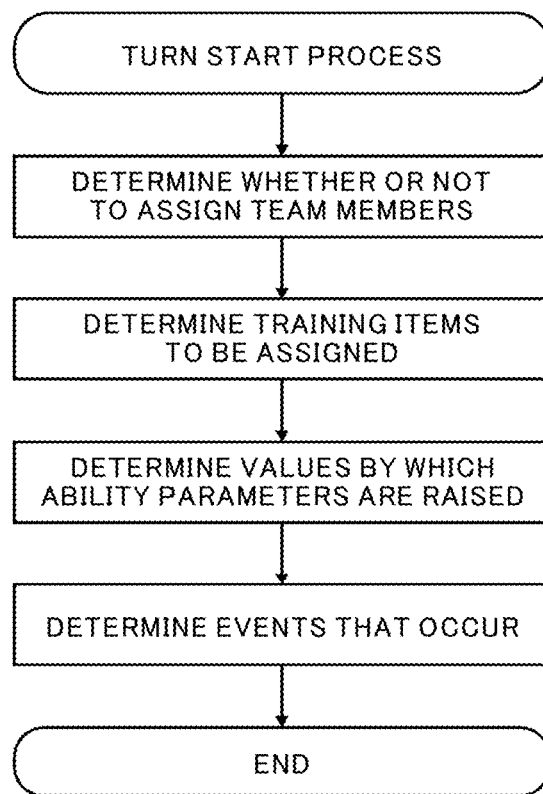 TURN START PROCESS
DETERMINE WHETHER OR NOT
TO ASSIGN TEAM MEMBERS
DETERMINE TRAINING ITEMS
TO BE ASSIGNED
DETERMINE VALUES BY WHICH
ABILITY PARAMETERS ARE RAISED
DETERMINE EVENTS THAT OCCUR
END